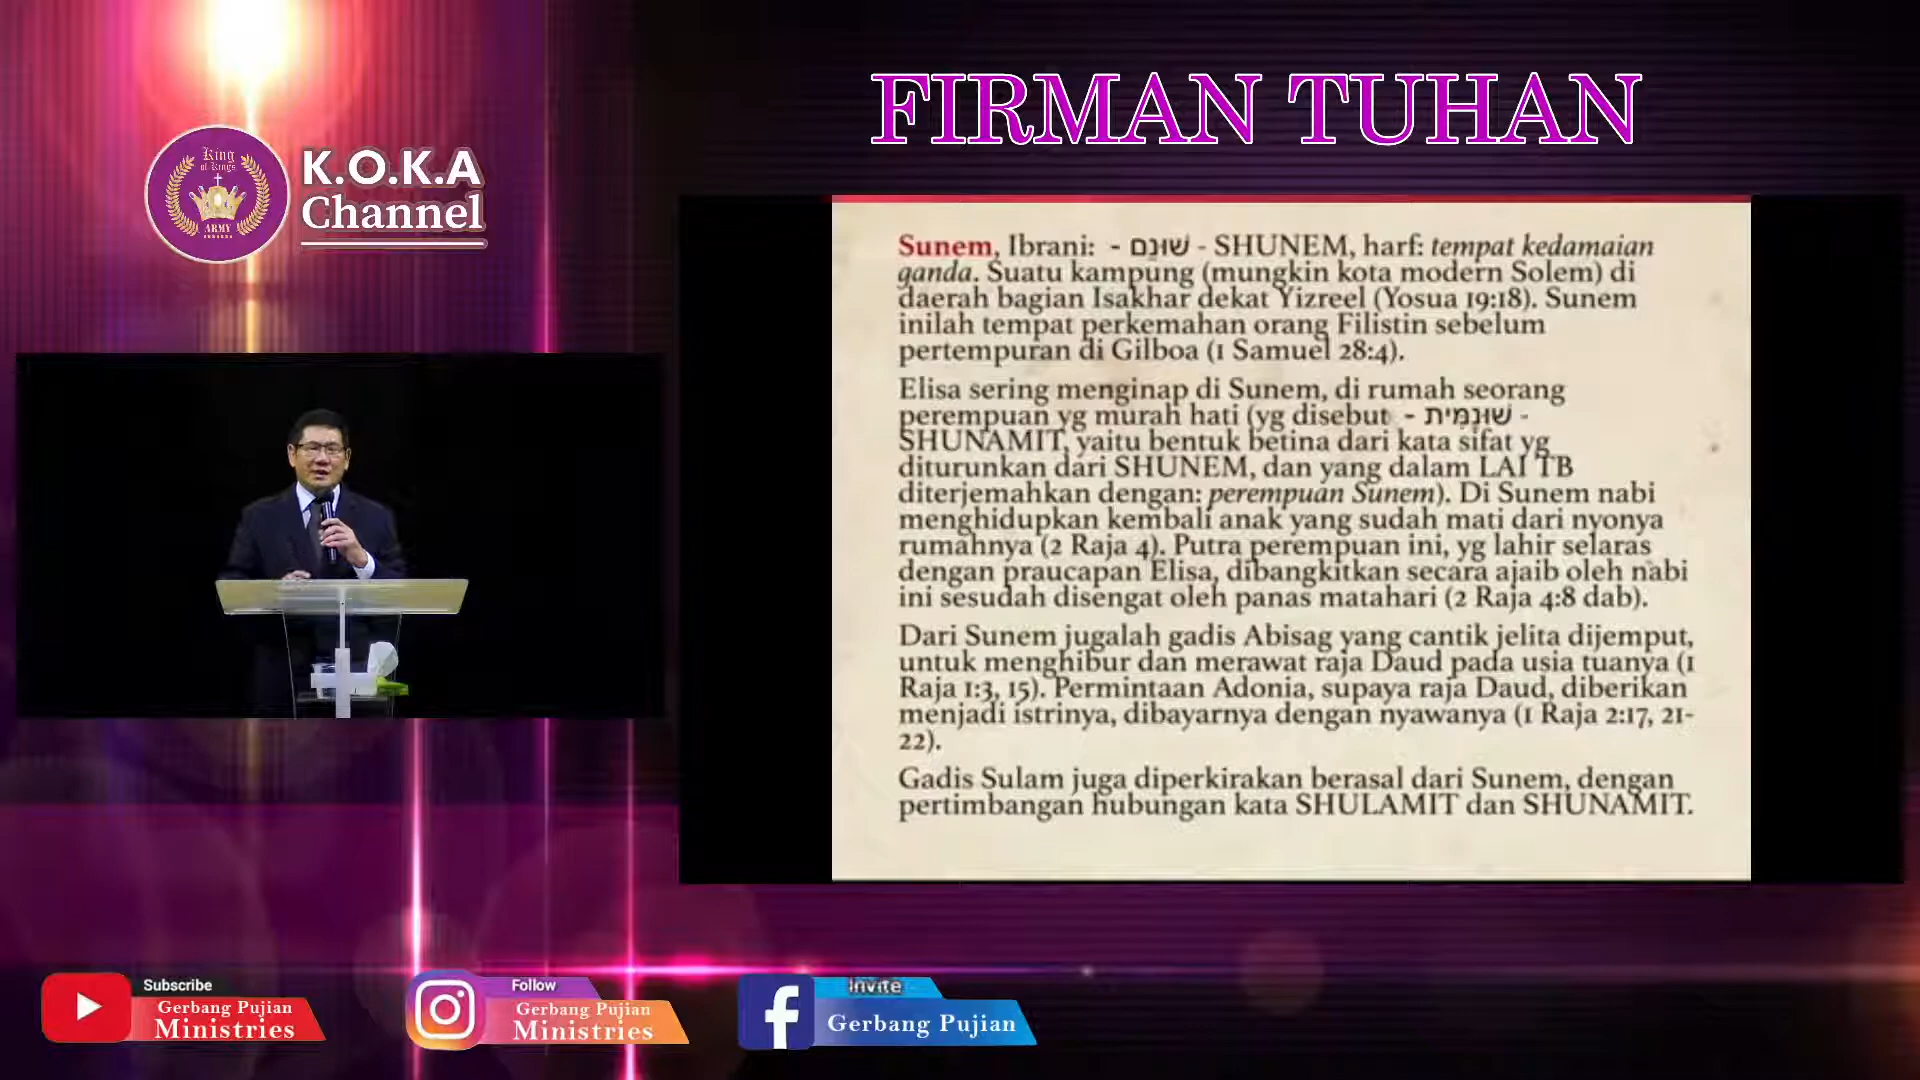 FIRMAN TUHAN
King
of Kings
ARMY
K.O.K.A
Channel
Sunem, Ibrani: - שׁוּנֵם - SHUNEM, harf: tempat kedamaian
ganda. Suatu kampung (mungkin kota modern Solem) di
daerah bagian Isakhar dekat Yizreel (Yosua 19:18). Sunem
inilah tempat perkemahan orang Filistin sebelum
pertempuran di Gilboa (1 Samuel 28:4).
Elisa sering menginap di Sunem, di rumah seorang
perempuan yg murah hati (yg disebut - שׁוּנַמִּית -
SHUNAMIT, yaitu bentuk betina dari kata sifat yg
diturunkan dari SHUNEM, dan yang dalam LAI TB
diterjemahkan dengan: perempuan Sunem). Di Sunem nabi
menghidupkan kembali anak yang sudah mati dari nyonya
rumahnya (2 Raja 4). Putra perempuan ini, yg lahir selaras
dengan praucapan Elisa, dibangkitkan secara ajaib oleh nabi
ini sesudah disengat oleh panas matahari (2 Raja 4:8 dab).
Dari Sunem jugalah gadis Abisag yang cantik jelita dijemput,
untuk menghibur dan merawat raja Daud pada usia tuanya (1
Raja 1:3, 15). Permintaan Adonia, supaya raja Daud, diberikan
menjadi istrinya, dibayarnya dengan nyawanya (1 Raja 2:17, 21-
22).
Gadis Sulam juga diperkirakan berasal dari Sunem, dengan
pertimbangan hubungan kata SHULAMIT dan SHUNAMIT.
Subscribe
Gerbang Pujian
Ministries
Follow
Gerbang Pujian
Ministries
Invite
Gerbang Pujian